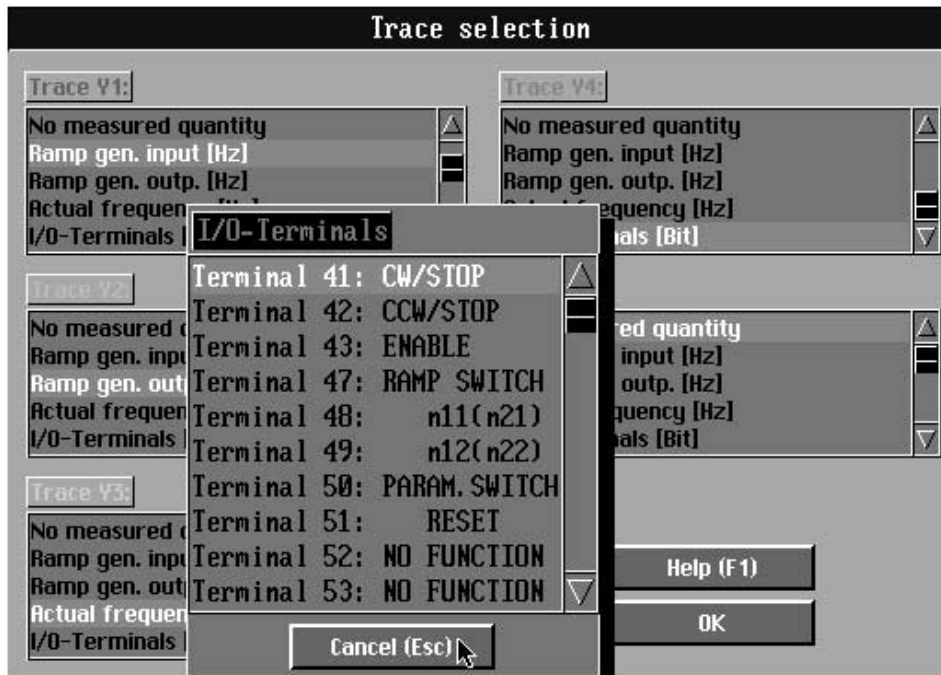 Trace selection
Trace Y1:
No measured quantity
Ramp gen. input [Hz]
Ramp gen. outp. [Hz]
Actual frequen
I/O-Terminals [
Trace Y4:
No measured quantity
Ramp gen. input [Hz]
Ramp gen. outp. [Hz]
equency [Hz]
als [Bit]
Trace Y2:
No measured
Ramp gen. inpu
Ramp gen. out
Actual frequen
I/O-Terminals
ed quantity
input [Hz]
outp. [Hz]
quency [Hz]
nals [Bit]
Trace Y3:
No measured
Ramp gen. inpu
Ramp gen. out
Actual frequen
I/O-Terminals
I/O-Terminals
Terminal 41: CW/STOP
Terminal 42: CCW/STOP
Terminal 43: ENABLE
Terminal 47: RAMP SWITCH
Terminal 48: n11(n21)
Terminal 49: n12(n22)
Terminal 50: PARAM.SWITCH
Terminal 51: RESET
Terminal 52: NO FUNCTION
Terminal 53: NO FUNCTION
Cancel (Esc)
Help (F1)
OK